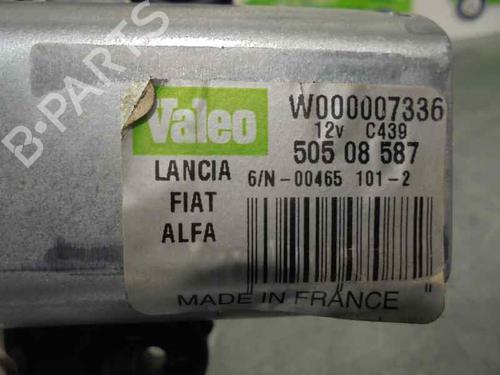 Valeo
W000007336
12v C439
505 08 587
LANCIA
6/N-00465 101-2
FIAT
ALFA
MADE IN FRANCE
B-PARTS